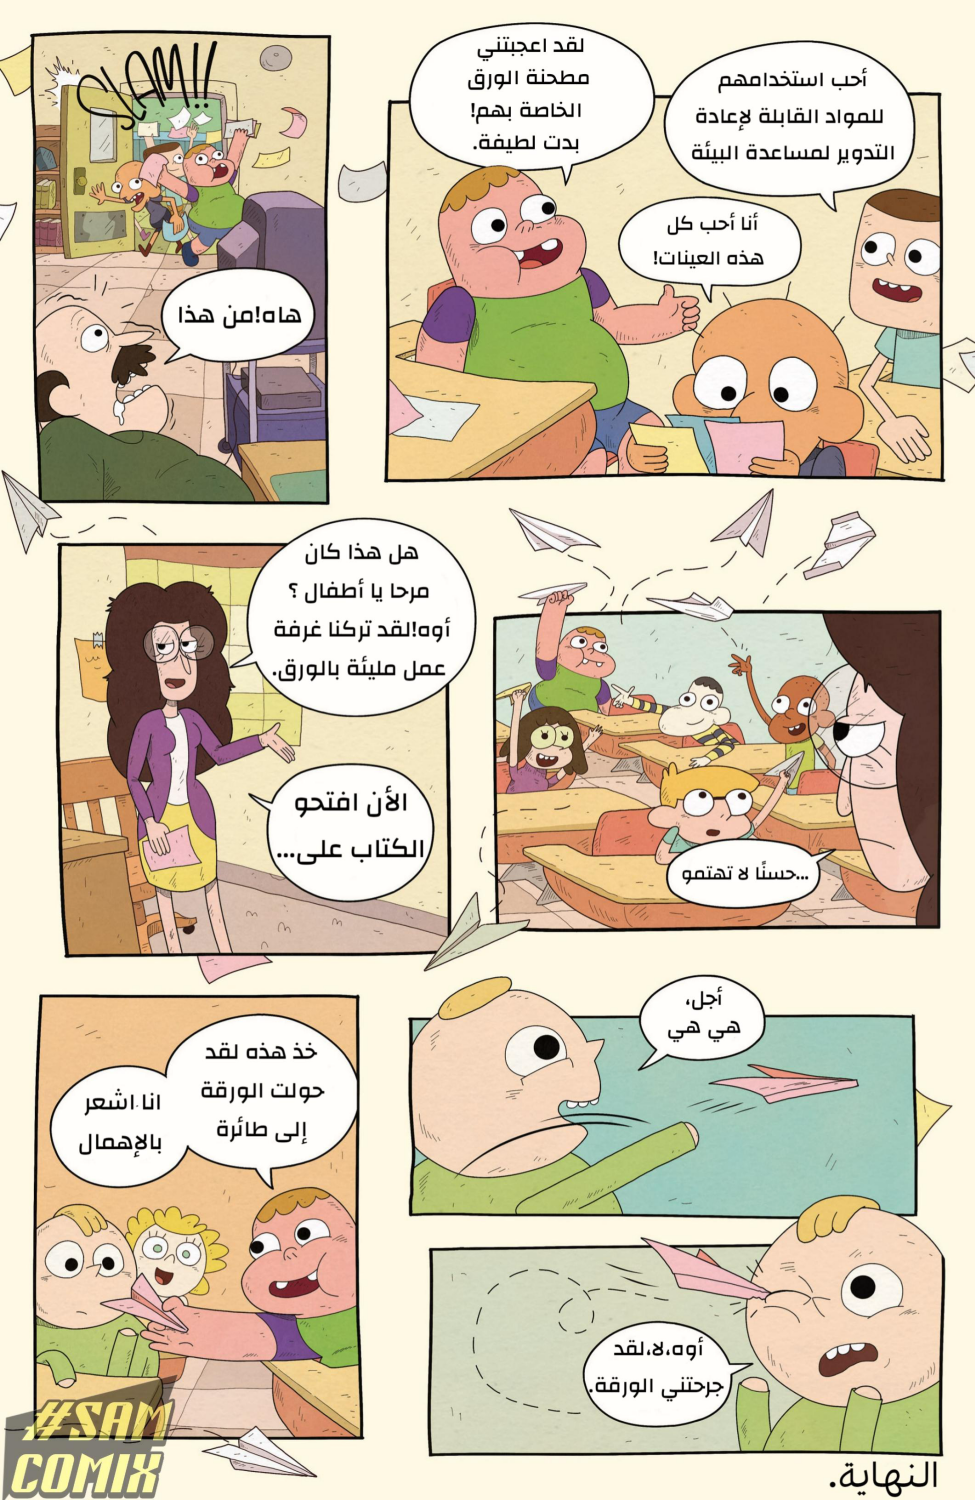 SLAM!!
هاه!من هذا
لقد اعجبتني
مطحنة الورق
الخاصة بهم!
بدت لطيفة.
أحب استخدامهم
للمواد القابلة لإعادة
التدوير لمساعدة البيئة
أنا أحب كل
هذه العينات!
هل هذا كان
مرحا يا أطفال ؟
أوه!لقد تركنا غرفة
عمل مليئة بالورق.
الأن افتحو
الكتاب على...
...حسنًا لا تهتمو
خذ هذه لقد
حولت الورقة
إلى طائرة
انا اشعر
بالإهمال
أجل،
هي هي
أوه،لا،لقد
جرحتني الورقة.
النهاية.
#SAM
COMIX